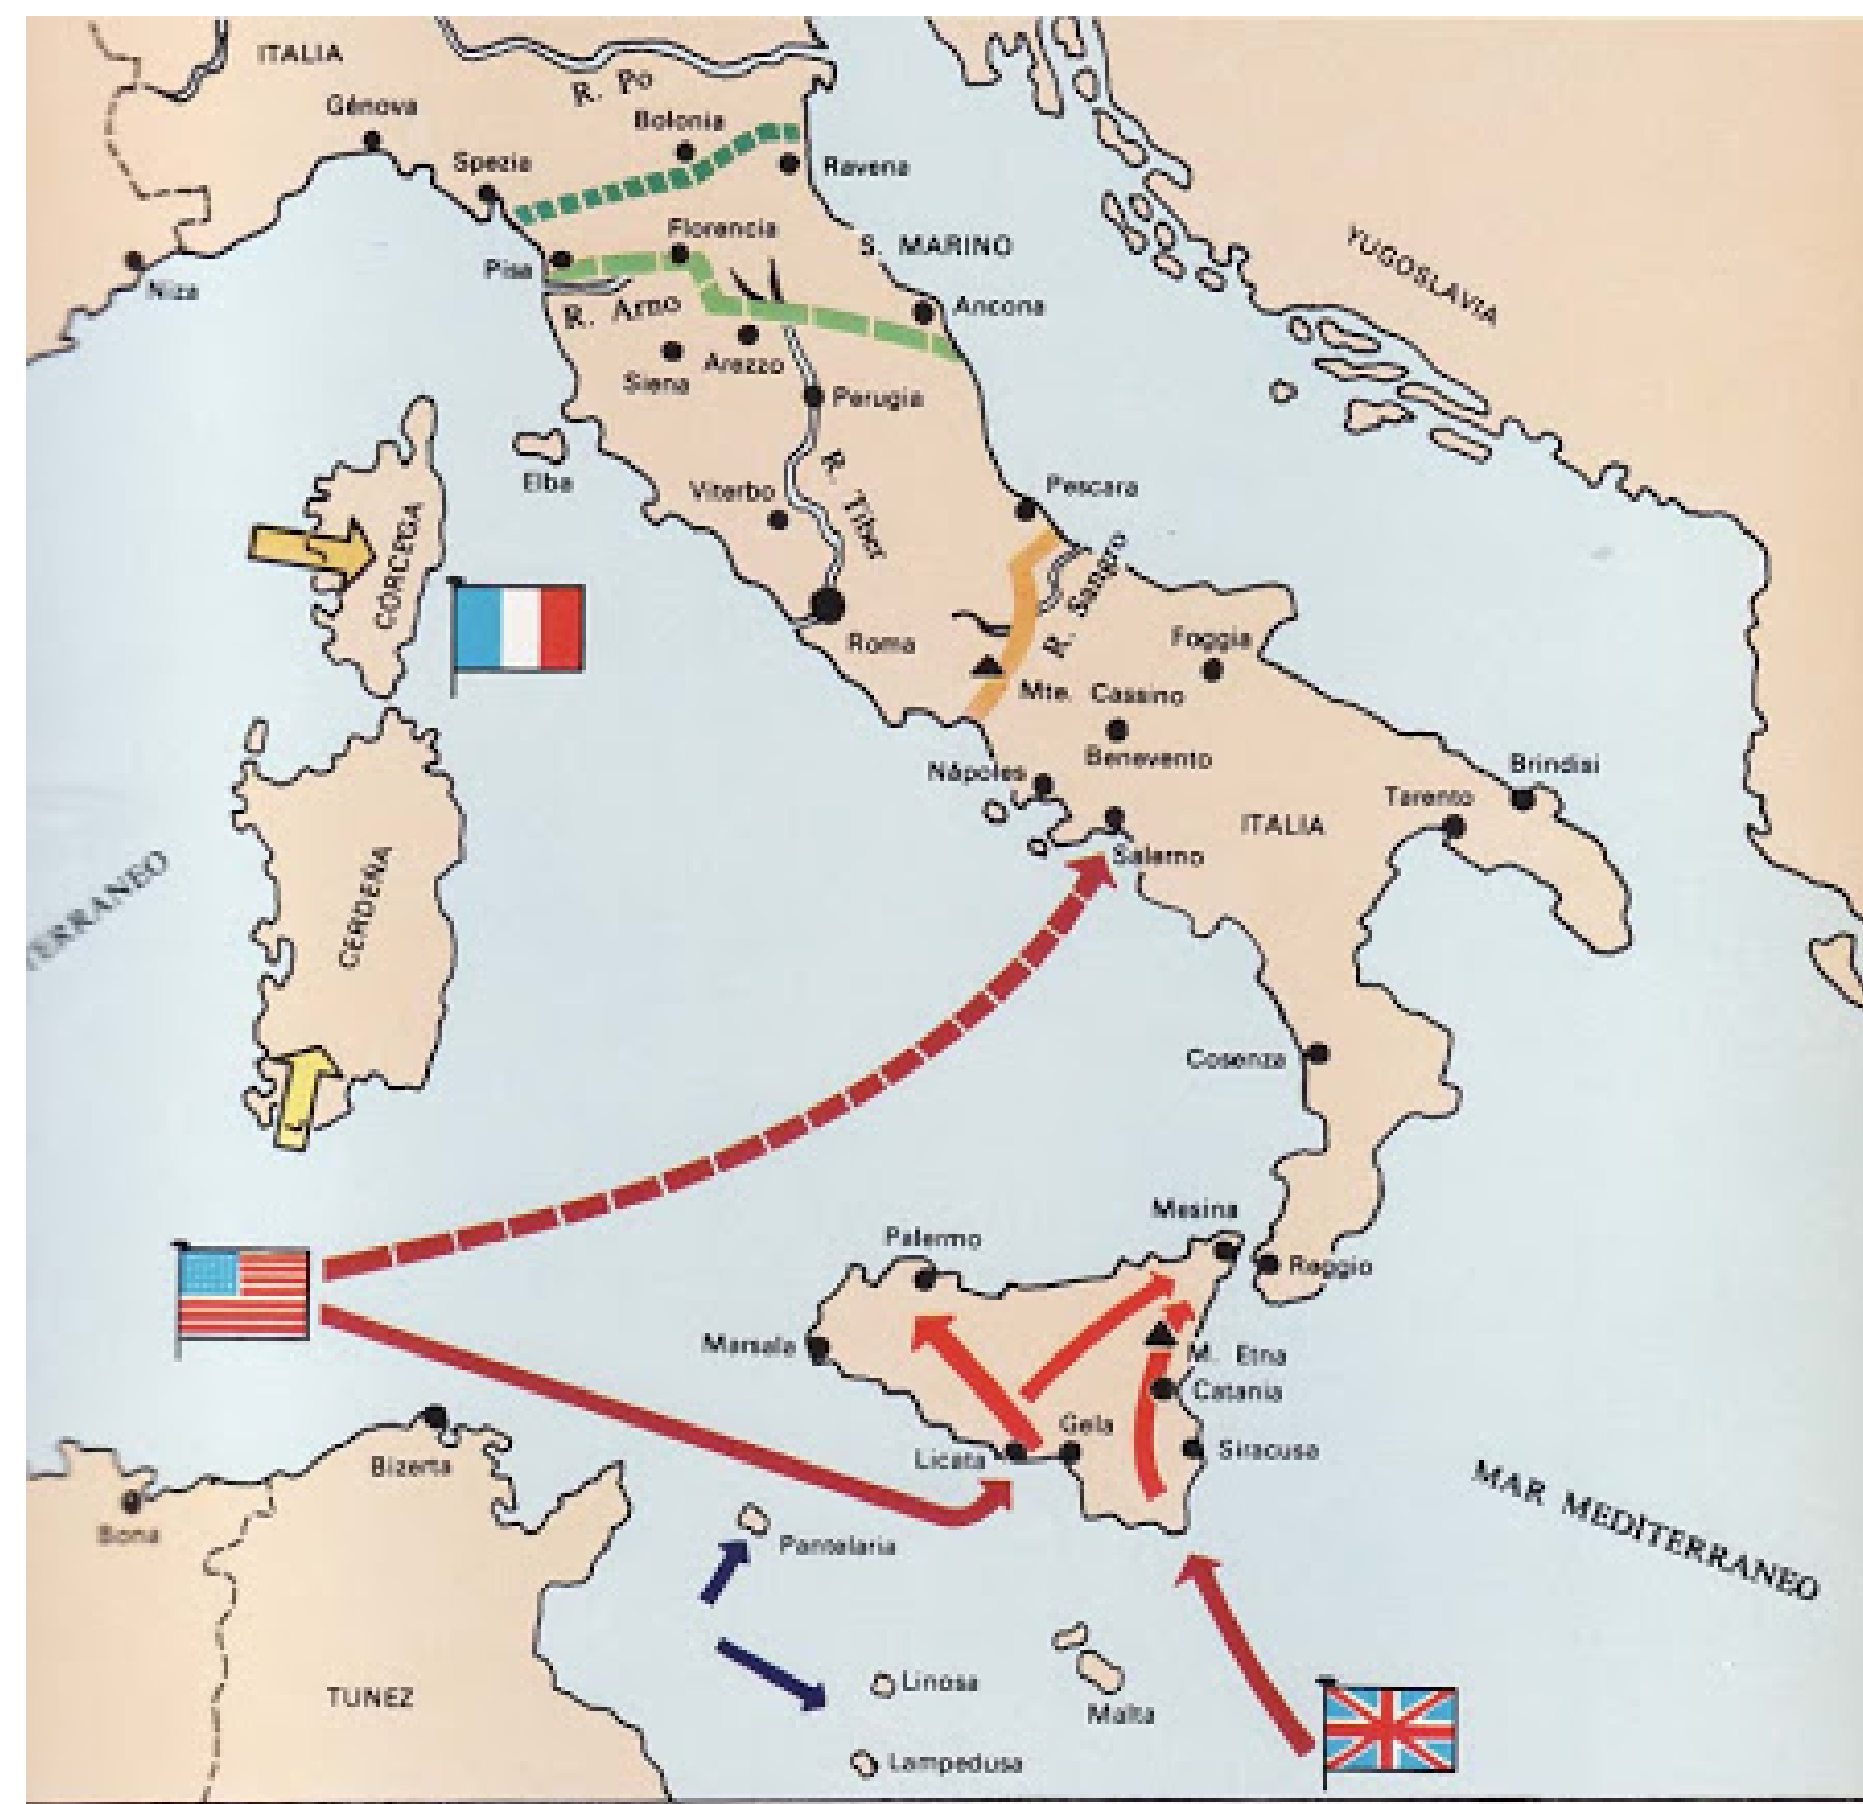 ITALIA
R. Po
Génova
Bolonia
Spezia
Ravena
Florencia
S. MARINO
YUGOSLAVIA
Pisa
Niza
R. Arno
Ancona
Arezzo
Siena
Perugia
Elba
Viterbo
R. Tiber
Pescara
R. Sangro
CORCEGA
Roma
Foggia
Mte. Cassino
Benevento
Nápoles
Brindisi
Tarento
ITALIA
Salerno
TERRANEO
CERDEÑA
Cosenza
Mesina
Palermo
Reggio
Marsala
M. Etna
Catania
Gela
Licata
Siracusa
Bizerta
Bona
MAR MEDITERRANEO
Pantelaria
TUNEZ
Linosa
Malta
Lampedusa